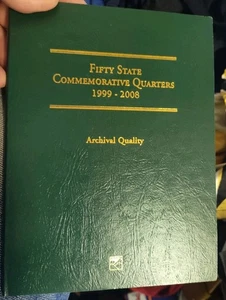 Fifty State
Commemorative Quarters
1999 - 2008
Archival Quality